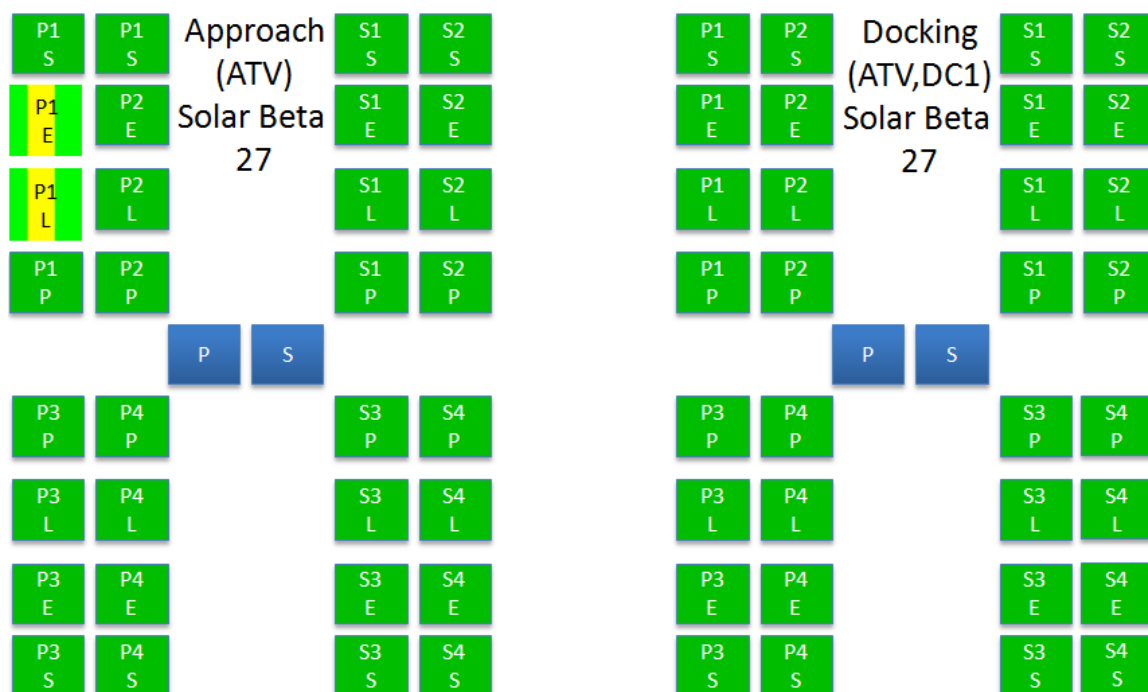 Approach
(ATV)
Solar Beta
27
P1 P1 S1 S2
S S S S
P1 P2 S1 S2
E E E E
P1 P2 S1 S2
L L L L
P1 P2 S1 S2
P P P P
P S
P3 P4 S3 S4
P P P P
P3 P4 S3 S4
L L L L
P3 P4 S3 S4
E E E E
P3 P4 S3 S4
S S S S
Docking
(ATV,DC1)
Solar Beta
27
P1 P2 S1 S2
S S S S
P1 P2 S1 S2
E E E E
P1 P2 S1 S2
L L L L
P1 P2 S1 S2
P P P P
P S
P3 P4 S3 S4
P P P P
P3 P4 S3 S4
L L L L
P3 P4 S3 S4
E E E E
P3 P4 S3 S4
S S S S